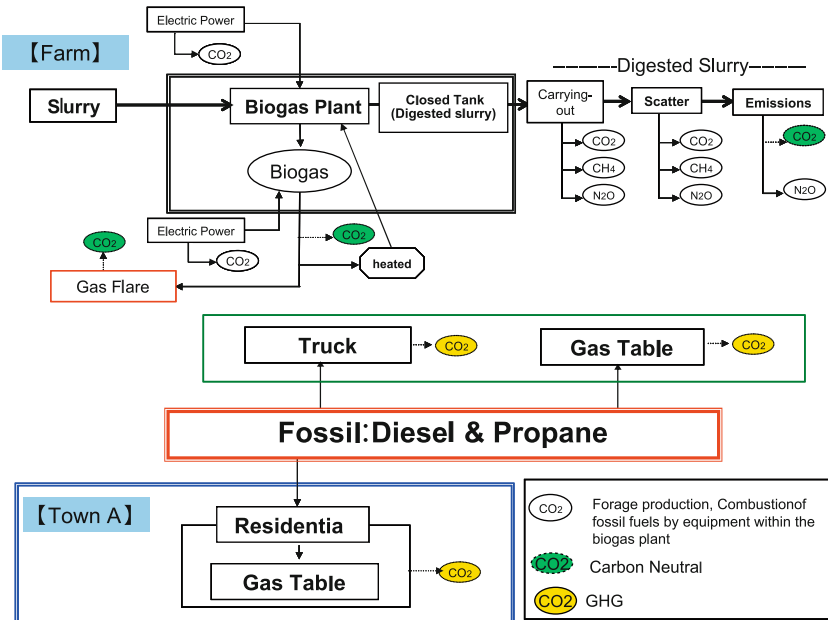 Electric Power
CO2
【Farm】
Digested Slurry
Slurry
Biogas Plant
Closed Tank
(Digested slurry)
Carrying-
out
Scatter
Emissions
CO2
CH4
N2O
CO2
CH4
N2O
CO2
N2O
Biogas
Electric Power
CO2
CO2
CO2
heated
Gas Flare
Truck
CO2
Gas Table
CO2
Fossil:Diesel & Propane
【Town A】
Residentia
Gas Table
CO2
CO2
Forage production, Combustionof
fossil fuels by equipment within the
biogas plant
CO2
Carbon Neutral
CO2
GHG